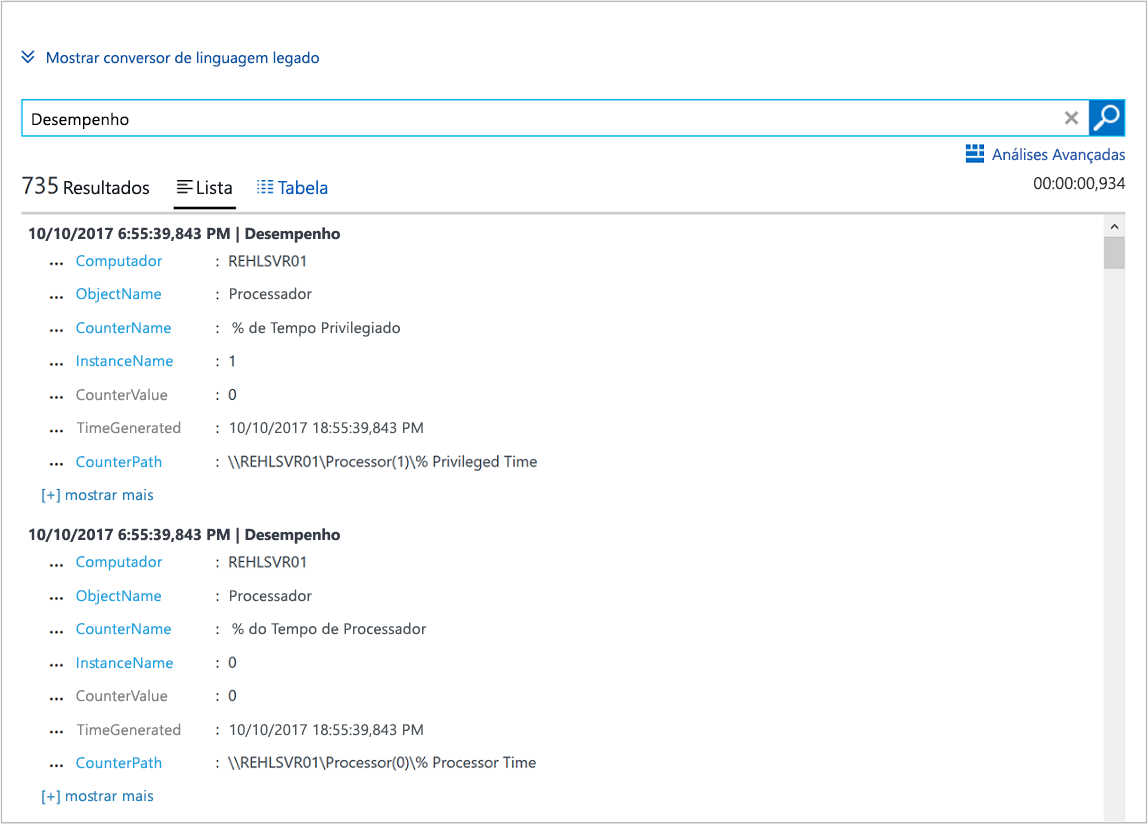 Mostrar conversor de linguagem legado
Desempenho
Análises Avançadas
735 Resultados Lista Tabela 00:00:00,934
10/10/2017 6:55:39,843 PM | Desempenho
... Computador : REHLSVR01
... ObjectName : Processador
... CounterName : % de Tempo Privilegiado
... InstanceName : 1
... CounterValue : 0
... TimeGenerated : 10/10/2017 18:55:39,843 PM
... CounterPath : \\REHLSVR01\Processor(1)\% Privileged Time
[+] mostrar mais
10/10/2017 6:55:39,843 PM | Desempenho
... Computador : REHLSVR01
... ObjectName : Processador
... CounterName : % do Tempo de Processador
... InstanceName : 0
... CounterValue : 0
... TimeGenerated : 10/10/2017 18:55:39,843 PM
... CounterPath : \\REHLSVR01\Processor(0)\% Processor Time
[+] mostrar mais